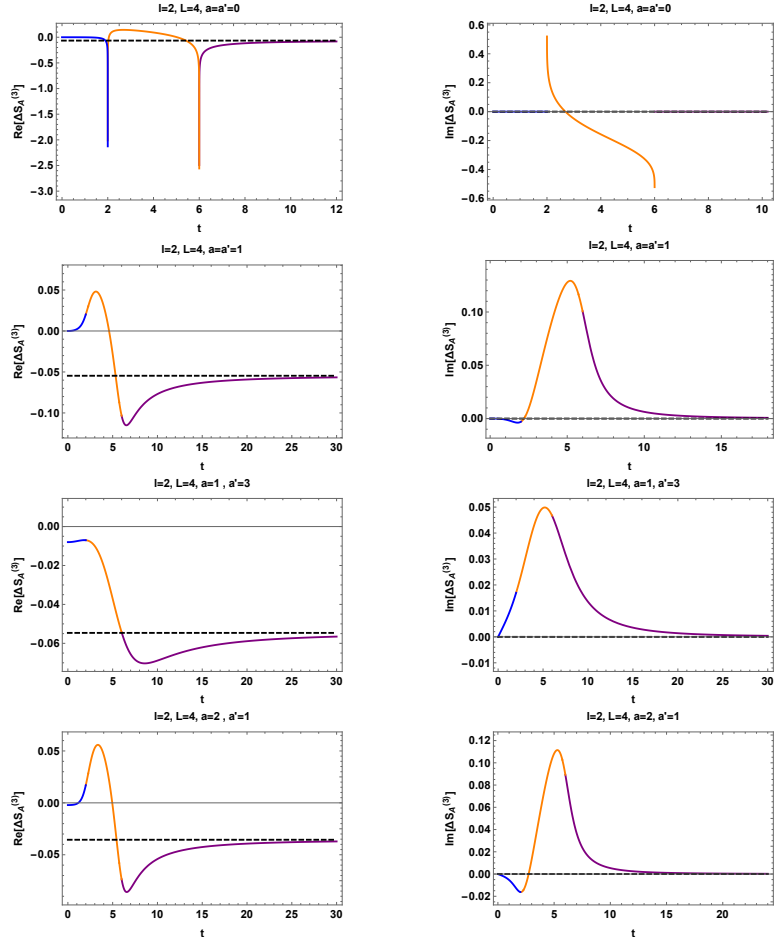 l=2, L=4, a=a'=0
Re[ΔS_A^(3)]
0.0
−0.5
−1.0
−1.5
−2.0
−2.5
−3.0
0 2 4 6 8 10 12
t
l=2, L=4, a=a'=0
Im[ΔS_A^(3)]
0.6
0.4
0.2
0.0
−0.2
−0.4
−0.6
0 2 4 6 8 10
t
l=2, L=4, a=a'=1
Re[ΔS_A^(3)]
0.05
0.00
−0.05
−0.10
0 5 10 15 20 25 30
t
l=2, L=4, a=a'=1
Im[ΔS_A^(3)]
0.10
0.05
0.00
0 5 10 15
t
l=2, L=4, a=1 , a'=3
Re[ΔS_A^(3)]
0.00
−0.02
−0.04
−0.06
0 5 10 15 20 25 30
t
l=2, L=4, a=1, a'=3
Im[ΔS_A^(3)]
0.05
0.04
0.03
0.02
0.01
0.00
−0.01
0 5 10 15 20 25 30
t
l=2, L=4, a=2 , a'=1
Re[ΔS_A^(3)]
0.05
0.00
−0.05
0 5 10 15 20 25 30
t
l=2, L=4, a=2, a'=1
Im[ΔS_A^(3)]
0.12
0.10
0.08
0.06
0.04
0.02
0.00
−0.02
0 5 10 15 20
t